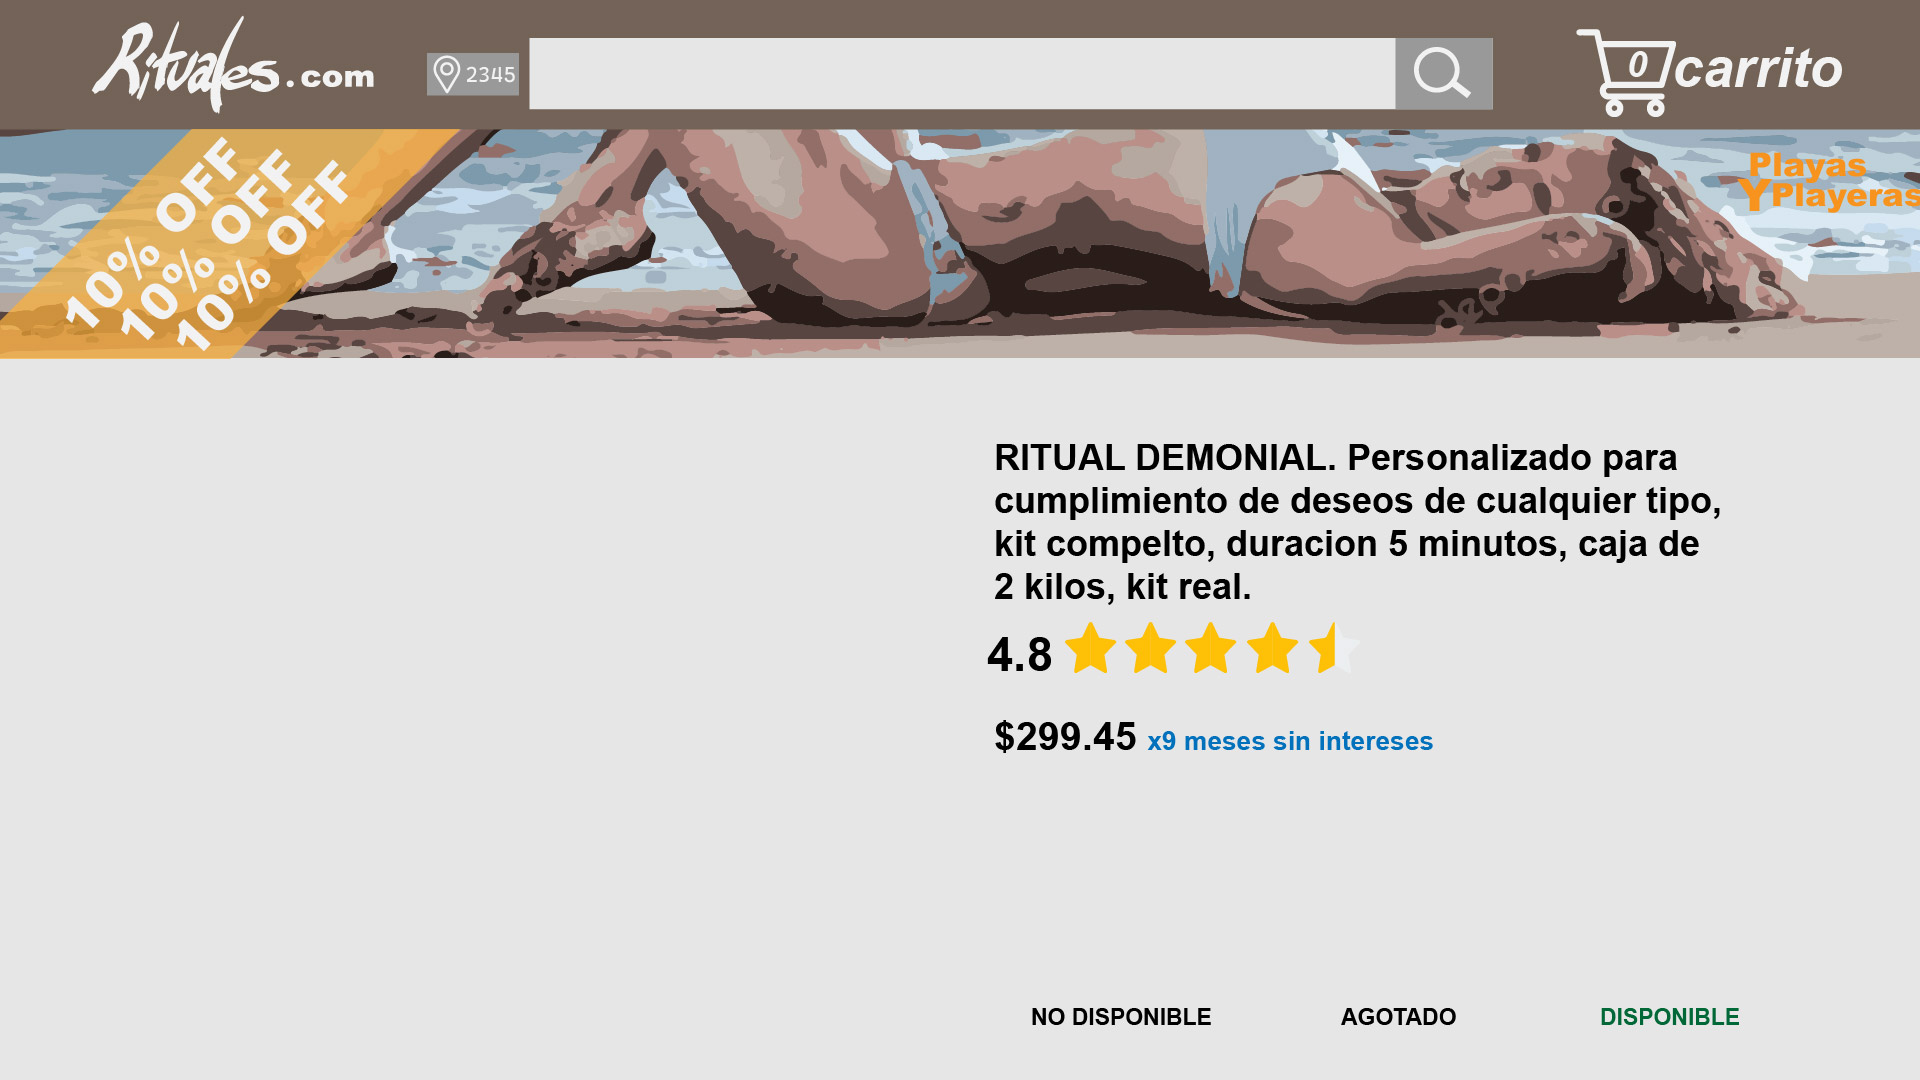 Rituales.com
2345
0
carrito
10% OFF
10% OFF
10% OFF
Playas
Y Playeras
RITUAL DEMONIAL. Personalizado para
cumplimiento de deseos de cualquier tipo,
kit compelto, duracion 5 minutos, caja de
2 kilos, kit real.
4.8
$299.45 x9 meses sin intereses
NO DISPONIBLE
AGOTADO
DISPONIBLE